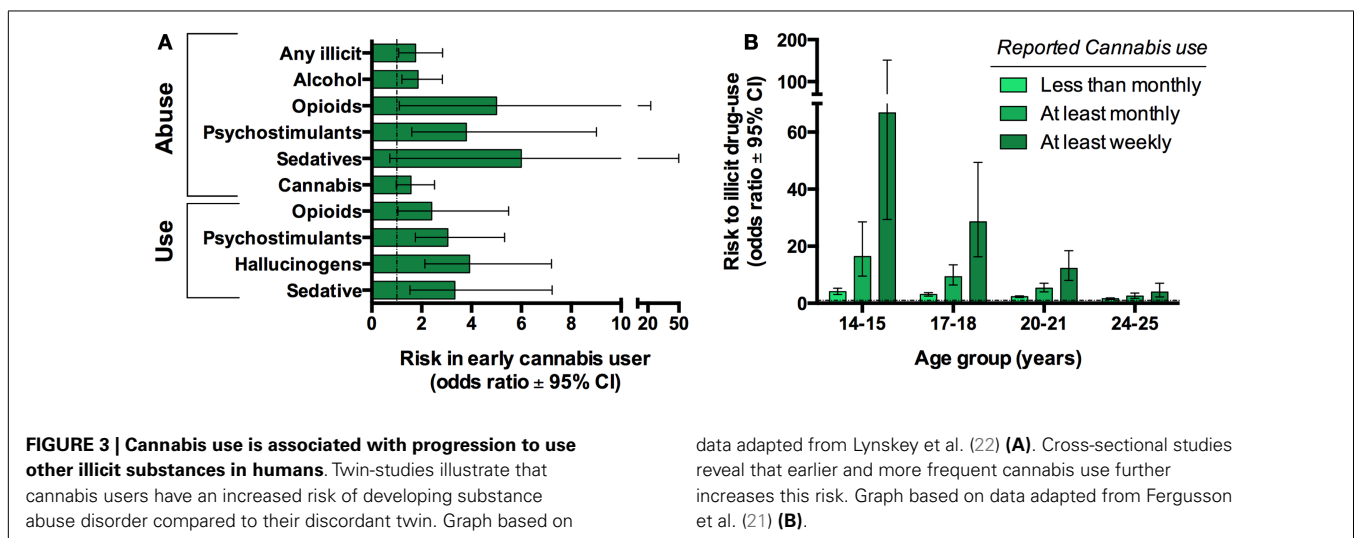 A
Abuse
Use
Any illicit
Alcohol
Opioids
Psychostimulants
Sedatives
Cannabis
Opioids
Psychostimulants
Hallucinogens
Sedative
0 2 4 6 8 10 20 50
Risk in early cannabis user
(odds ratio ± 95% CI)
B
Risk to illicit drug-use
(odds ratio ± 95% CI)
200
100
60
40
20
0
Reported Cannabis use
Less than monthly
At least monthly
At least weekly
14-15 17-18 20-21 24-25
Age group (years)
FIGURE 3 | Cannabis use is associated with progression to use
other illicit substances in humans. Twin-studies illustrate that
cannabis users have an increased risk of developing substance
abuse disorder compared to their discordant twin. Graph based on
data adapted from Lynskey et al. (22) (A). Cross-sectional studies
reveal that earlier and more frequent cannabis use further
increases this risk. Graph based on data adapted from Fergusson
et al. (21) (B).